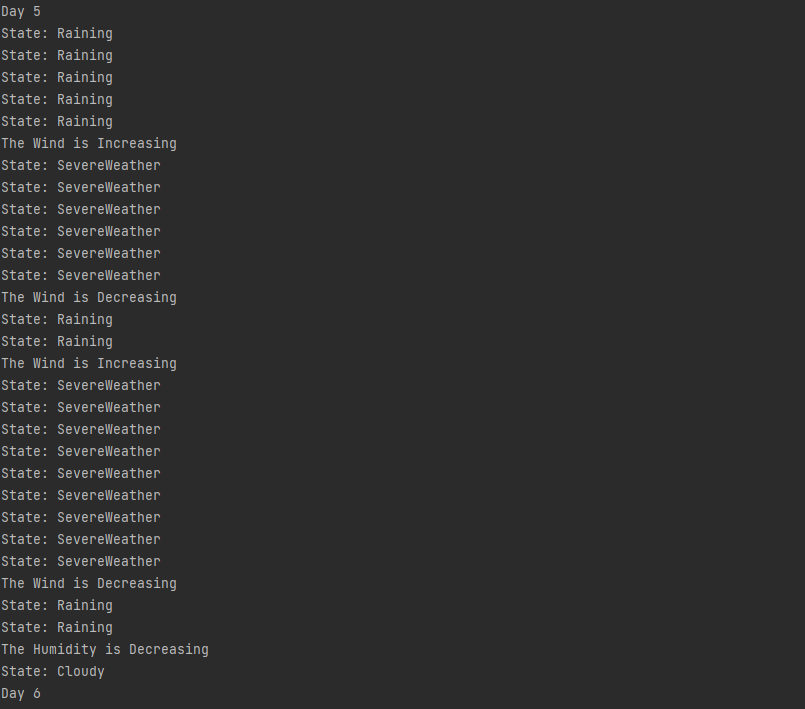 Day 5
State: Raining
State: Raining
State: Raining
State: Raining
State: Raining
The Wind is Increasing
State: SevereWeather
State: SevereWeather
State: SevereWeather
State: SevereWeather
State: SevereWeather
State: SevereWeather
The Wind is Decreasing
State: Raining
State: Raining
The Wind is Increasing
State: SevereWeather
State: SevereWeather
State: SevereWeather
State: SevereWeather
State: SevereWeather
State: SevereWeather
State: SevereWeather
State: SevereWeather
State: SevereWeather
The Wind is Decreasing
State: Raining
State: Raining
The Humidity is Decreasing
State: Cloudy
Day 6